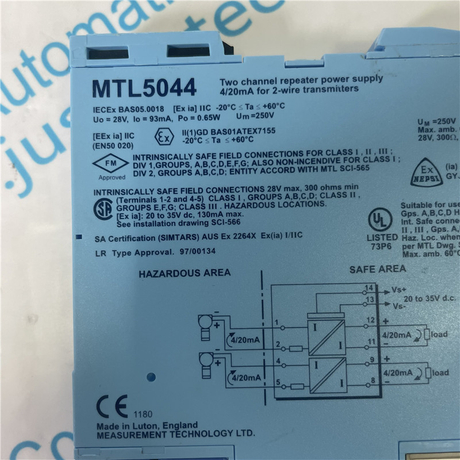 MTL5044
Two channel repeater power supply
4/20mA for 2-wire transmitters
IECEx BAS05.0018 [Ex ia] IIC -20°C ≤ Ta ≤ +60°C
Uo = 28V, Io = 93mA, Po = 0.65W Um =250V
[EEx ia] IIC
(EN50 020)
II(1)GD BAS01ATEX7155
-20°C ≤ Ta ≤ +60°C
Um =250V
Max. amb.
28V, 300Ω,
FM
Approved
INTRINSICALLY SAFE FIELD CONNECTIONS FOR CLASS I , II , III ;
DIV 1,GROUPS A,B,C,D,E,F,G; ALSO NON-INCENDIVE FOR CLASS I ;
DIV 2, GROUPS A,B,C,D; ENTITY ACCORD WITH MTL SCI-565
Ex
KEPSI
(ia)
GY
INTRINSICALLY SAFE FIELD CONNECTIONS 28V max, 300 ohms min
(Terminals 1-2 and 4-5) CLASS I , GROUPS A,B,C,D; CLASS II ,
GROUPS E,F,G; CLASS III . HAZARDOUS LOCATIONS.
[Ex ia]: 20 to 35V dc, 130mA max.
See installation drawing SCI-566
Suitable for use
Gps. A,B,C,D H
Int. Safe connec
II , III , Gps. A,
Haz. Loc. when
per MTL Dwg.
Max. amb. 60°
UL
LISTED
73P6
SA Certification (SIMTARS) AUS Ex 2264X Ex(ia) I/IIC
LR Type Approval. 97/00134
HAZARDOUS AREA SAFE AREA
14 Vs+
13 Vs-
20 to 35V d.c.
1 I 12 +
4/20mA 4/20mA load
2 I 11 -
4 I 9 +
4/20mA 4/20mA load
5 I 8 -
CE 1180
Made in Luton, England
MEASUREMENT TECHNOLOGY LTD.